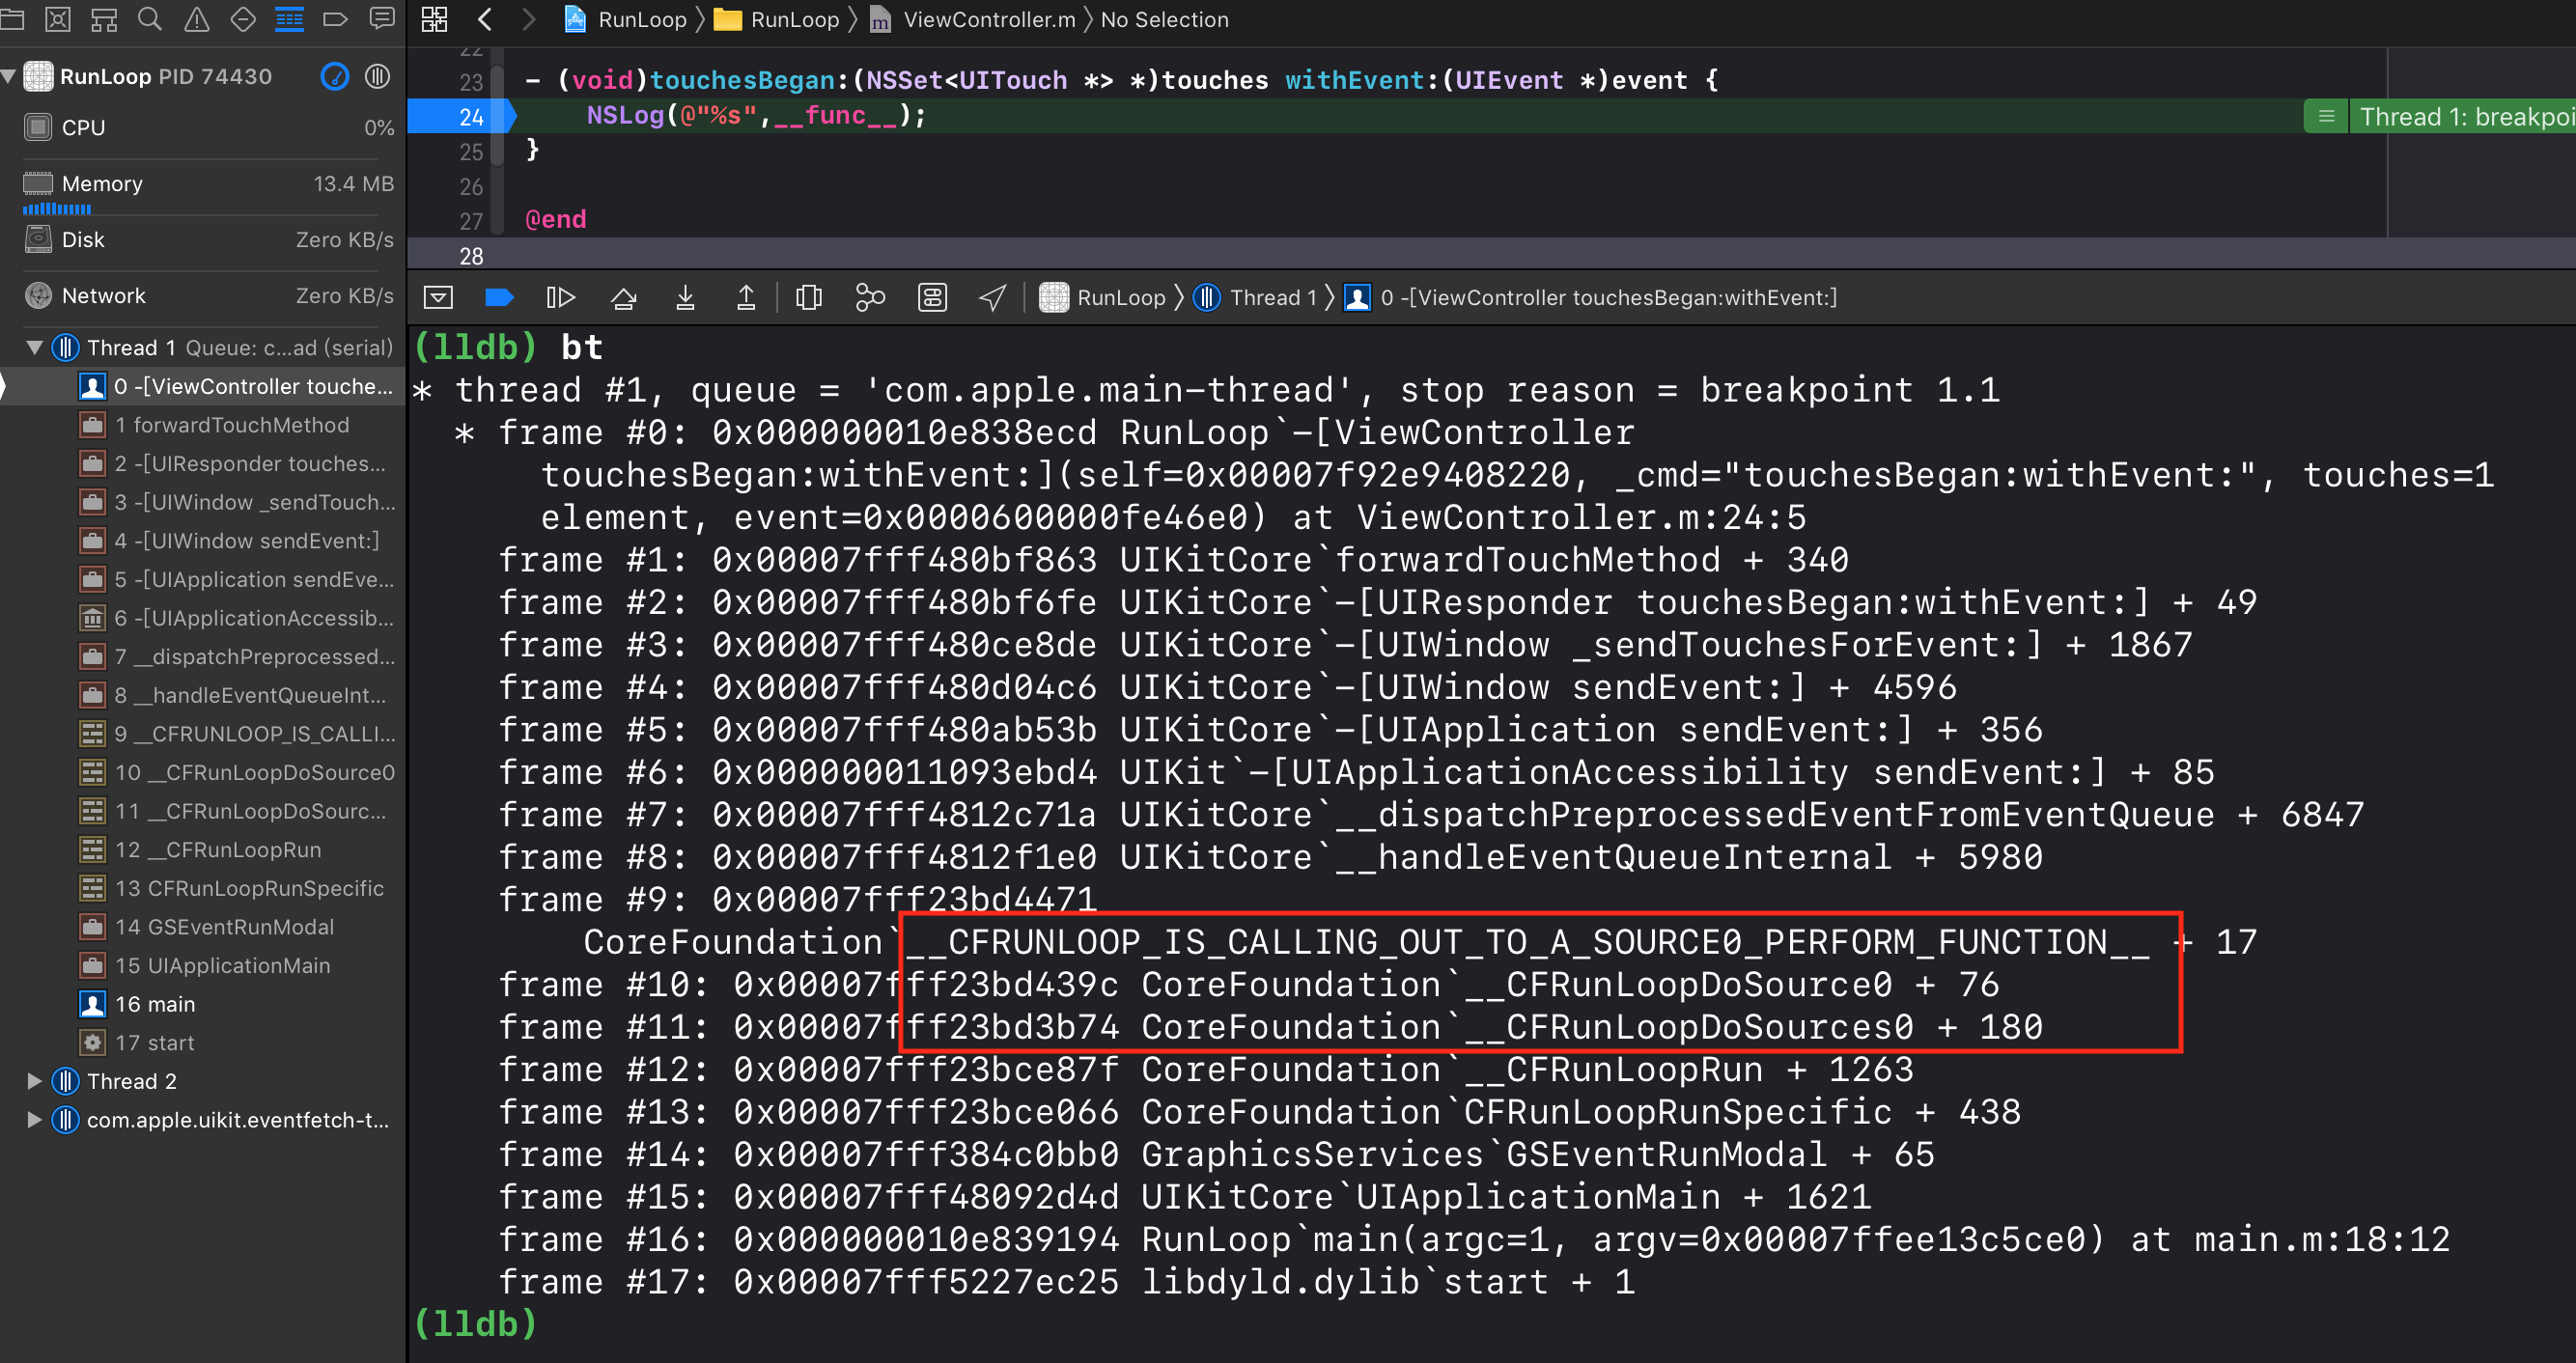 RunLoop RunLoop ViewController.m No Selection
RunLoop PID 74430
CPU 0%
Memory 13.4 MB
Disk Zero KB/s
Network Zero KB/s
Thread 1 Queue: c...ad (serial)
0 -[ViewController touche...
1 forwardTouchMethod
2 -[UIResponder touches...
3 -[UIWindow _sendTouch...
4 -[UIWindow sendEvent:]
5 -[UIApplication sendEve...
6 -[UIApplicationAccessib...
7 __dispatchPreprocessed...
8 __handleEventQueueInt...
9 __CFRUNLOOP_IS_CALLI...
10 __CFRunLoopDoSource0
11 __CFRunLoopDoSourc...
12 __CFRunLoopRun
13 CFRunLoopRunSpecific
14 GSEventRunModal
15 UIApplicationMain
16 main
17 start
Thread 2
com.apple.uikit.eventfetch-t...
22
23 - (void)touchesBegan:(NSSet<UITouch *> *)touches withEvent:(UIEvent *)event {
24 NSLog(@"%s",__func__); Thread 1: breakpoi
25 }
26
27 @end
28
RunLoop Thread 1 0 -[ViewController touchesBegan:withEvent:]
(lldb) bt
* thread #1, queue = 'com.apple.main-thread', stop reason = breakpoint 1.1
* frame #0: 0x000000010e838ecd RunLoop`-[ViewController
touchesBegan:withEvent:](self=0x00007f92e9408220, _cmd="touchesBegan:withEvent:", touches=1
element, event=0x0000600000fe46e0) at ViewController.m:24:5
frame #1: 0x00007fff480bf863 UIKitCore`forwardTouchMethod + 340
frame #2: 0x00007fff480bf6fe UIKitCore`-[UIResponder touchesBegan:withEvent:] + 49
frame #3: 0x00007fff480ce8de UIKitCore`-[UIWindow _sendTouchesForEvent:] + 1867
frame #4: 0x00007fff480d04c6 UIKitCore`-[UIWindow sendEvent:] + 4596
frame #5: 0x00007fff480ab53b UIKitCore`-[UIApplication sendEvent:] + 356
frame #6: 0x000000011093ebd4 UIKit`-[UIApplicationAccessibility sendEvent:] + 85
frame #7: 0x00007fff4812c71a UIKitCore`__dispatchPreprocessedEventFromEventQueue + 6847
frame #8: 0x00007fff4812f1e0 UIKitCore`__handleEventQueueInternal + 5980
frame #9: 0x00007fff23bd4471
CoreFoundation`__CFRUNLOOP_IS_CALLING_OUT_TO_A_SOURCE0_PERFORM_FUNCTION__ + 17
frame #10: 0x00007fff23bd439c CoreFoundation`__CFRunLoopDoSource0 + 76
frame #11: 0x00007fff23bd3b74 CoreFoundation`__CFRunLoopDoSources0 + 180
frame #12: 0x00007fff23bce87f CoreFoundation`__CFRunLoopRun + 1263
frame #13: 0x00007fff23bce066 CoreFoundation`CFRunLoopRunSpecific + 438
frame #14: 0x00007fff384c0bb0 GraphicsServices`GSEventRunModal + 65
frame #15: 0x00007fff48092d4d UIKitCore`UIApplicationMain + 1621
frame #16: 0x000000010e839194 RunLoop`main(argc=1, argv=0x00007ffee13c5ce0) at main.m:18:12
frame #17: 0x00007fff5227ec25 libdyld.dylib`start + 1
(lldb)